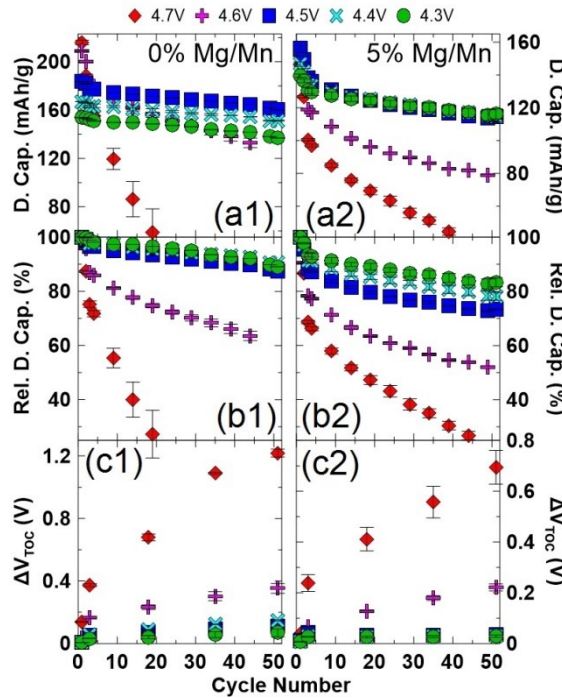 4.7V 4.6V 4.5V 4.4V 4.3V
D. Cap. (mAh/g)
200
160
120
80
40
0% Mg/Mn
(a1)
5% Mg/Mn
(a2)
160
120
80
D. Cap. (mAh/g)
Rel. D. Cap. (%)
100
80
60
40
(b1)
(b2)
100
80
60
40
Rel. D. Cap. (%)
ΔV_TOC (V)
1.2
0.8
0.4
0
(c1)
(c2)
0.8
0.6
0.4
0.2
0
ΔV_TOC (V)
0 10 20 30 40 50 0 10 20 30 40 50
Cycle Number